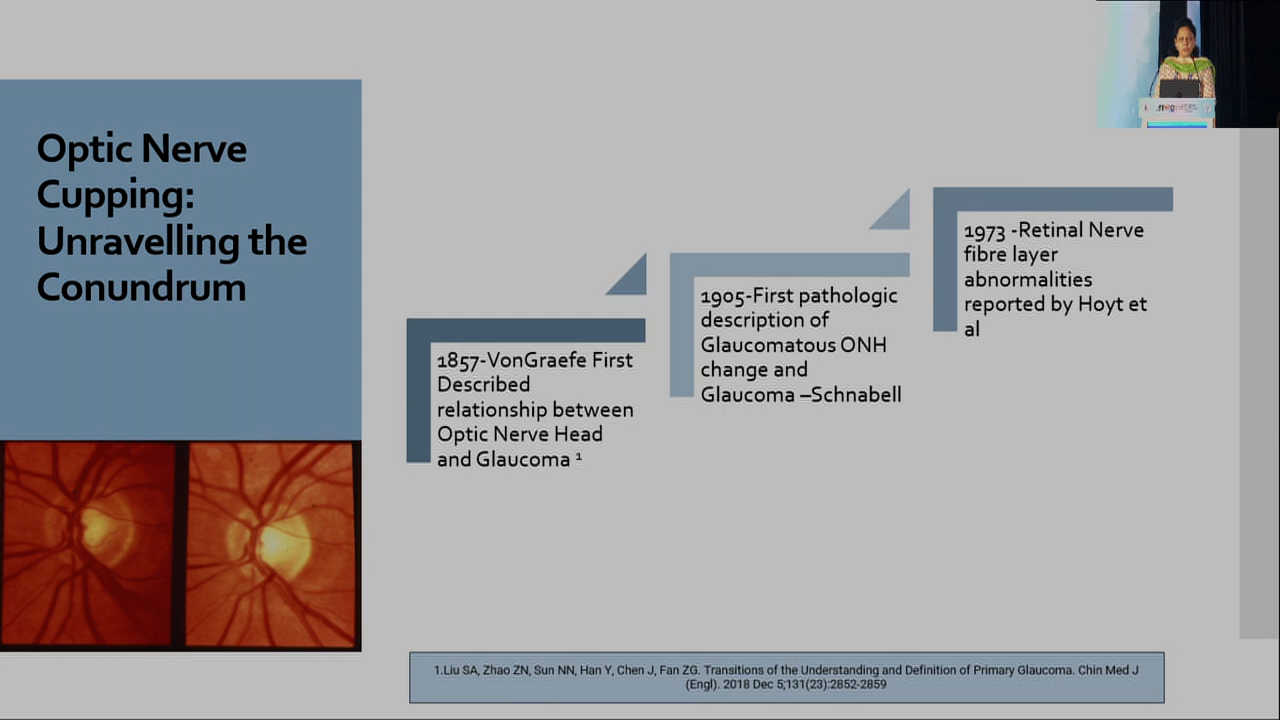 Optic Nerve
Cupping:
Unravelling the
Conundrum
1857-VonGraefe First
Described
relationship between
Optic Nerve Head
and Glaucoma ¹
1905-First pathologic
description of
Glaucomatous ONH
change and
Glaucoma –Schnabell
1973 -Retinal Nerve
fibre layer
abnormalities
reported by Hoyt et
al
1.Liu SA, Zhao ZN, Sun NN, Han Y, Chen J, Fan ZG. Transitions of the Understanding and Definition of Primary Glaucoma. Chin Med J
(Engl). 2018 Dec 5;131(23):2852-2859